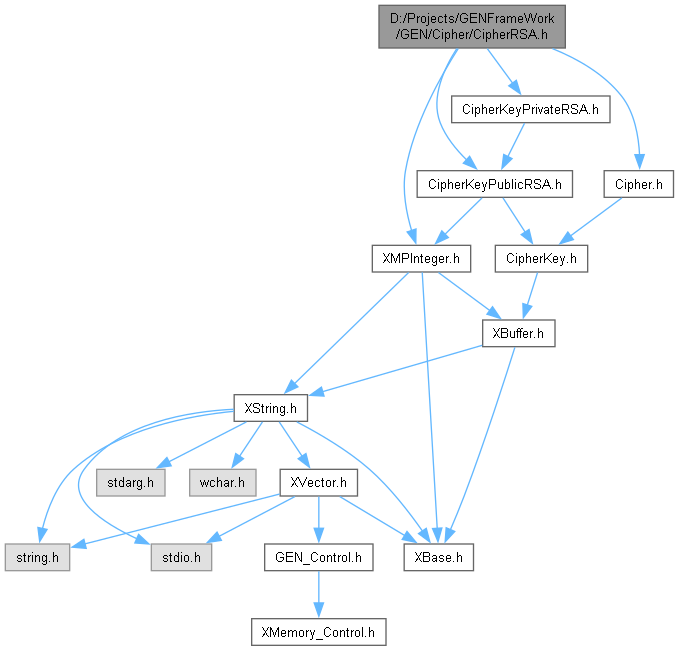 D:/Projects/GENFrameWork
/GEN/Cipher/CipherRSA.h
CipherKeyPrivateRSA.h
CipherKeyPublicRSA.h
Cipher.h
XMPInteger.h
CipherKey.h
XBuffer.h
XString.h
stdarg.h
wchar.h
XVector.h
string.h
stdio.h
GEN_Control.h
XBase.h
XMemory_Control.h